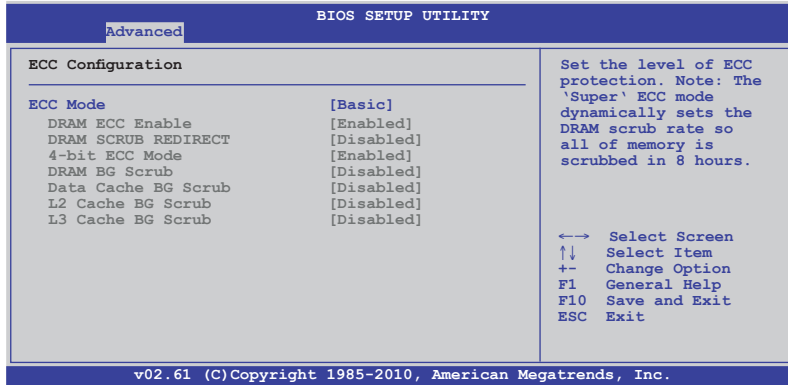 BIOS SETUP UTILITY
Advanced
ECC Configuration
ECC Mode [Basic]
DRAM ECC Enable [Enabled]
DRAM SCRUB REDIRECT [Disabled]
4-bit ECC Mode [Enabled]
DRAM BG Scrub [Disabled]
Data Cache BG Scrub [Disabled]
L2 Cache BG Scrub [Disabled]
L3 Cache BG Scrub [Disabled]
Set the level of ECC
protection. Note: The
‘Super‘ ECC mode
dynamically sets the
DRAM scrub rate so
all of memory is
scrubbed in 8 hours.
←→ Select Screen
↑↓ Select Item
+- Change Option
F1 General Help
F10 Save and Exit
ESC Exit
v02.61 (C)Copyright 1985-2010, American Megatrends, Inc.